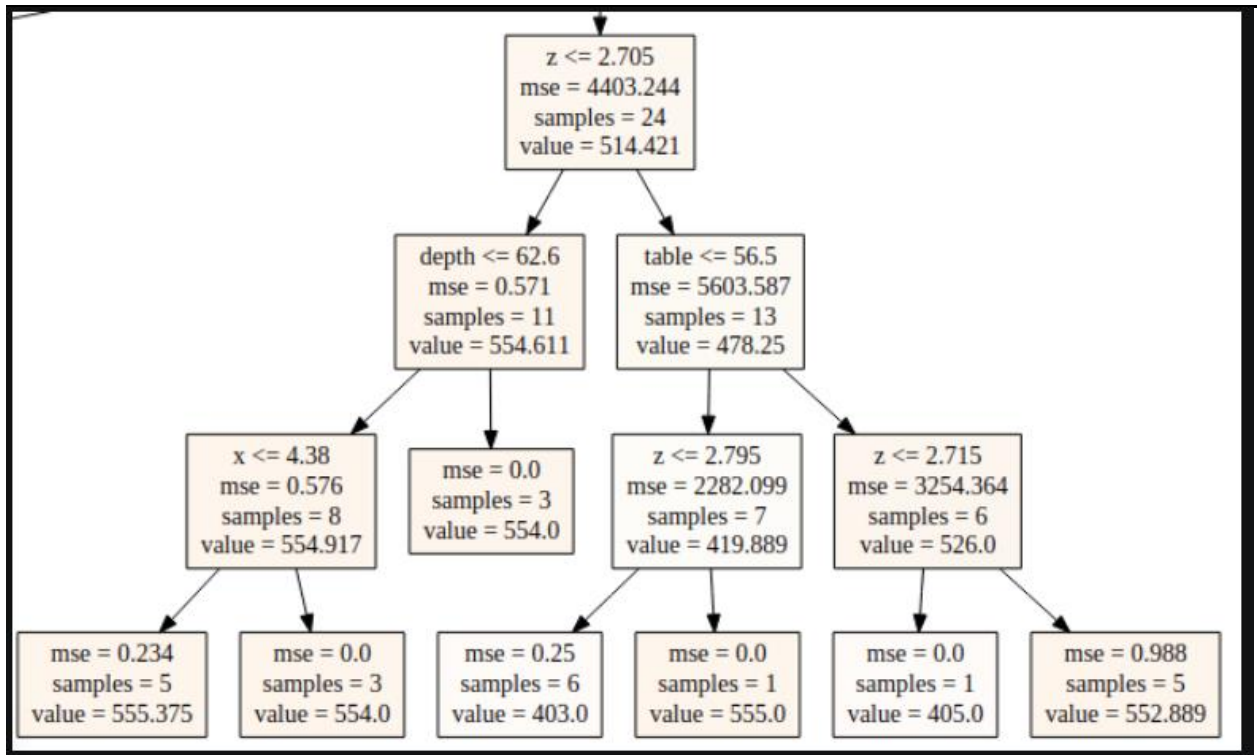 z <= 2.705
mse = 4403.244
samples = 24
value = 514.421
depth <= 62.6
mse = 0.571
samples = 11
value = 554.611
table <= 56.5
mse = 5603.587
samples = 13
value = 478.25
x <= 4.38
mse = 0.576
samples = 8
value = 554.917
mse = 0.0
samples = 3
value = 554.0
z <= 2.795
mse = 2282.099
samples = 7
value = 419.889
z <= 2.715
mse = 3254.364
samples = 6
value = 526.0
mse = 0.234
samples = 5
value = 555.375
mse = 0.0
samples = 3
value = 554.0
mse = 0.25
samples = 6
value = 403.0
mse = 0.0
samples = 1
value = 555.0
mse = 0.0
samples = 1
value = 405.0
mse = 0.988
samples = 5
value = 552.889